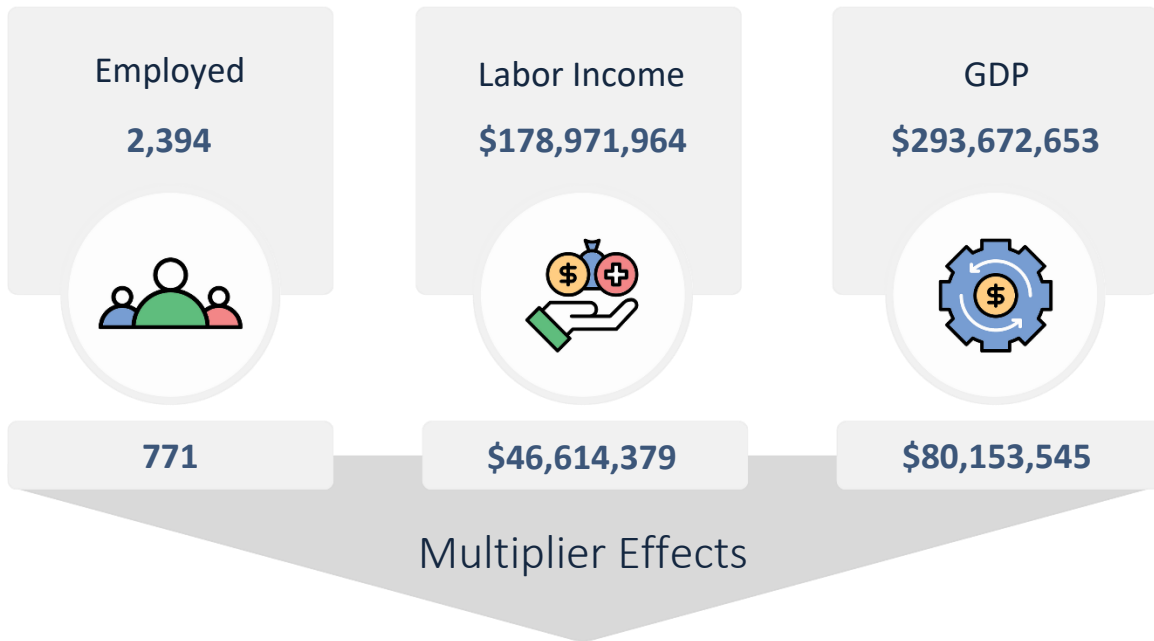 Employed
2,394
Labor Income
$178,971,964
GDP
$293,672,653
771
$46,614,379
$80,153,545
Multiplier Effects